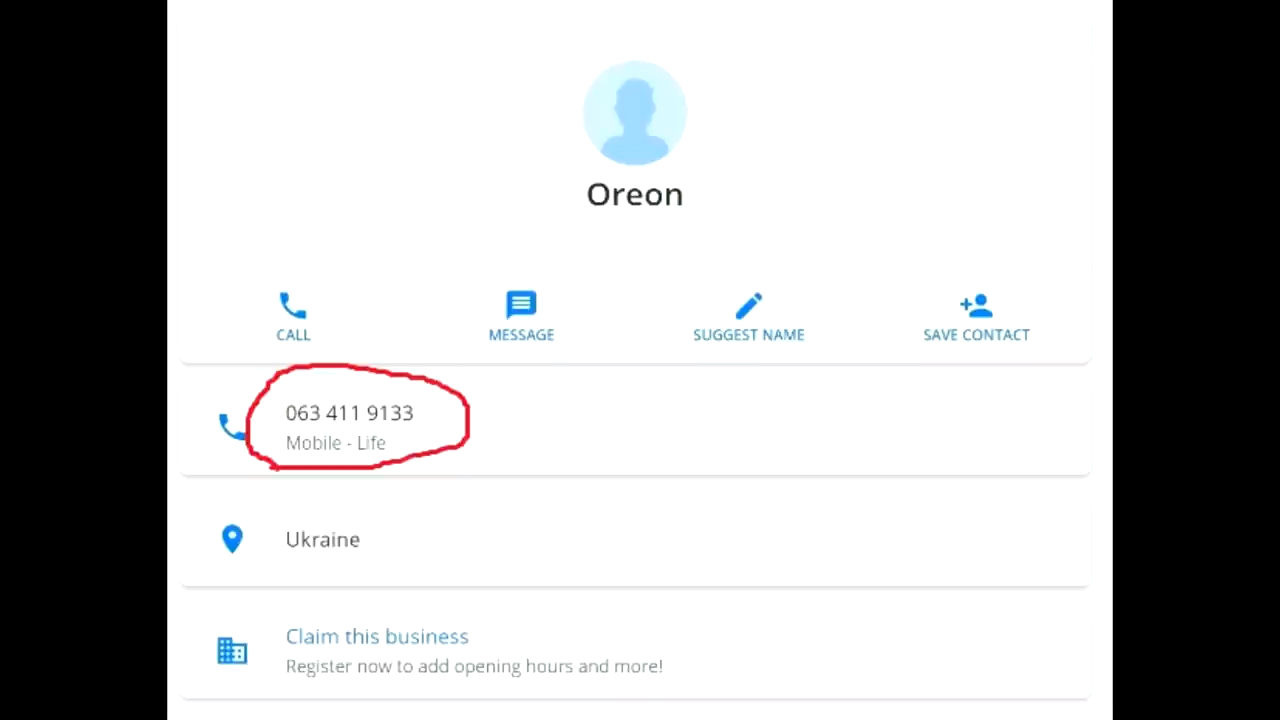 Oreon
CALL
MESSAGE
SUGGEST NAME
SAVE CONTACT
063 411 9133
Mobile - Life
Ukraine
Claim this business
Register now to add opening hours and more!